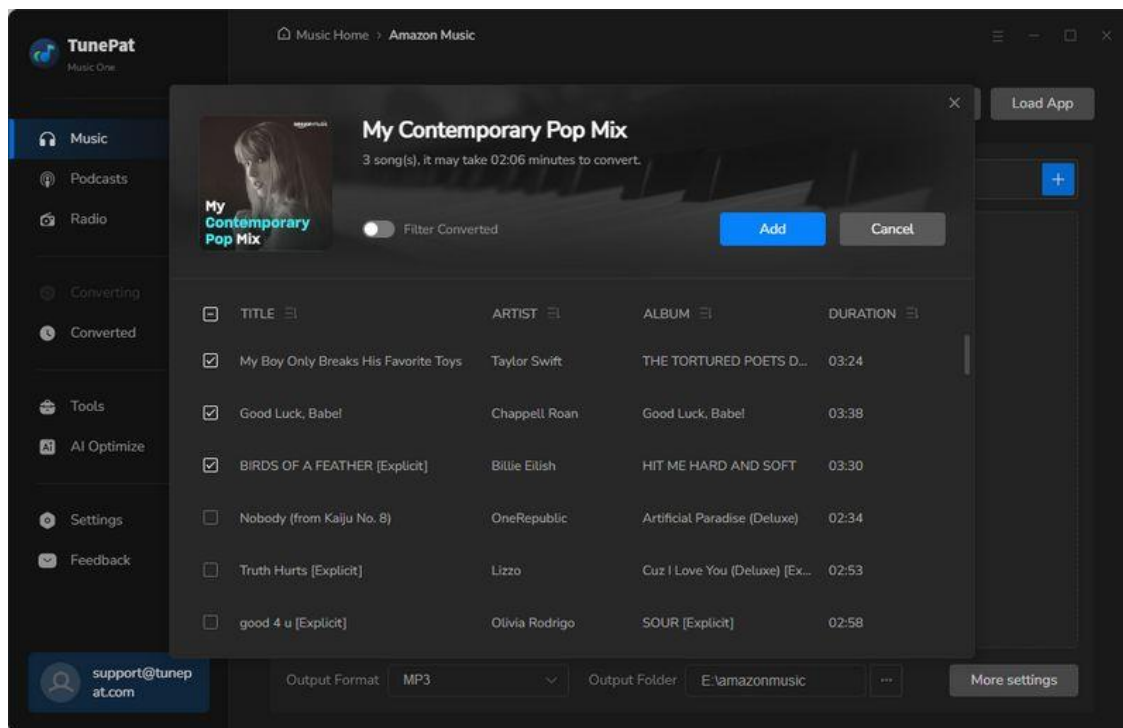 TunePat
Music One
Music Home > Amazon Music
Load App
Music
Podcasts
Radio
Converting
Converted
Tools
AI Optimize
Settings
Feedback
support@tunep
at.com
amazon music
My
Contemporary
Pop Mix
My Contemporary Pop Mix
3 song(s), it may take 02:06 minutes to convert.
Filter Converted
Add
Cancel
TITLE ARTIST ALBUM DURATION
My Boy Only Breaks His Favorite Toys Taylor Swift THE TORTURED POETS D... 03:24
Good Luck, Babe! Chappell Roan Good Luck, Babe! 03:38
BIRDS OF A FEATHER [Explicit] Billie Eilish HIT ME HARD AND SOFT 03:30
Nobody (from Kaiju No. 8) OneRepublic Artificial Paradise (Deluxe) 02:34
Truth Hurts [Explicit] Lizzo Cuz I Love You (Deluxe) [Ex... 02:53
good 4 u [Explicit] Olivia Rodrigo SOUR [Explicit] 02:58
Output Format MP3 Output Folder E:\amazonmusic ... More settings